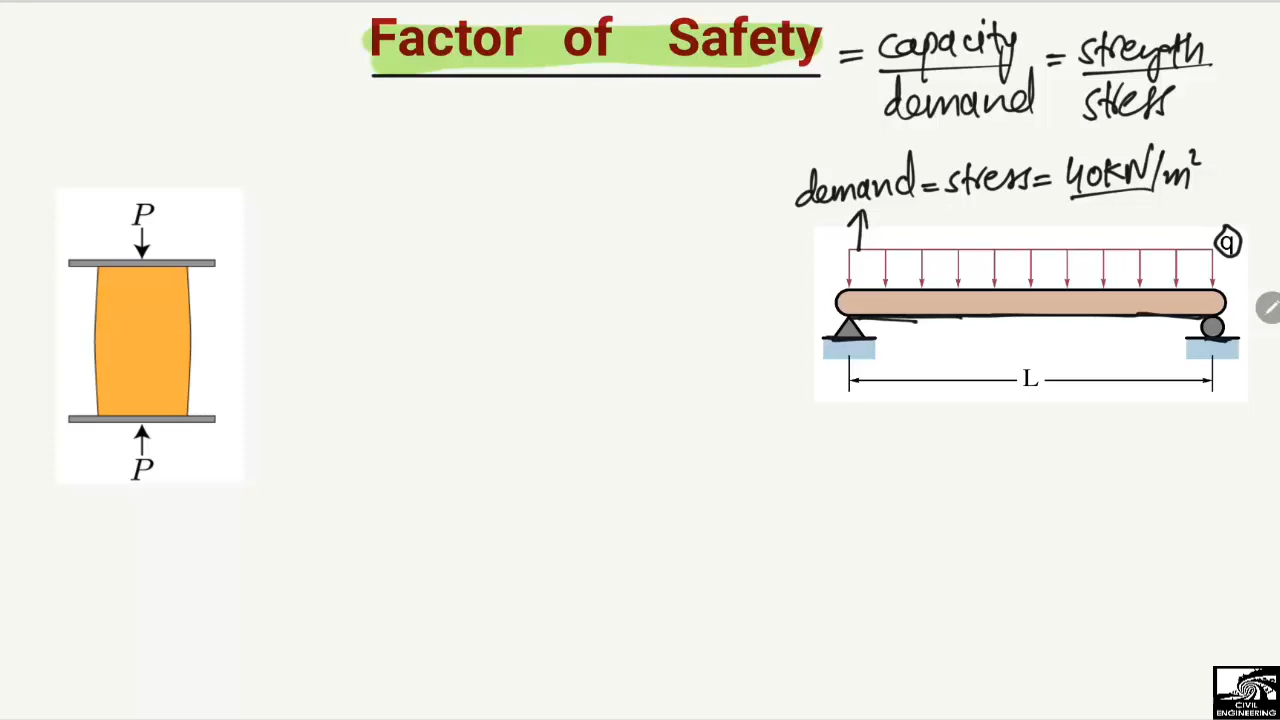 Factor of Safety = capacity / demand = strength / stress
demand = stress = 40KN/m²
P
q
L
P
CIVIL
ENGINEERING